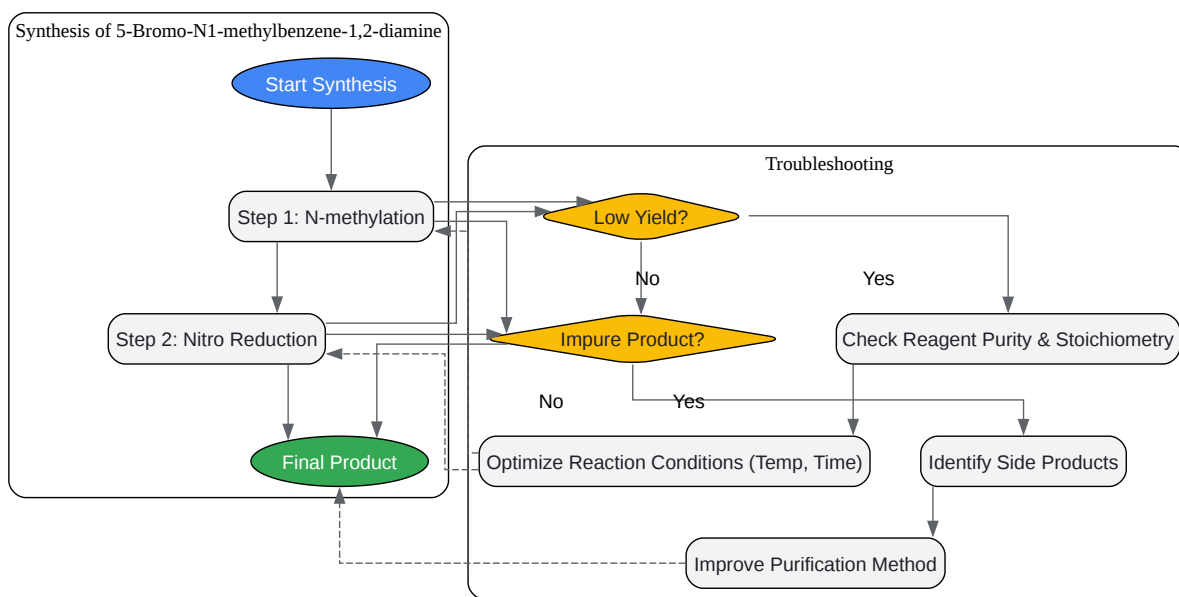 Synthesis of 5-Bromo-N1-methylbenzene-1,2-diamine
Start Synthesis
Troubleshooting
Step 1: N-methylation
Low Yield?
No
Yes
Step 2: Nitro Reduction
Impure Product?
Check Reagent Purity & Stoichiometry
No
Yes
Final Product
Optimize Reaction Conditions (Temp, Time)
Identify Side Products
Improve Purification Method